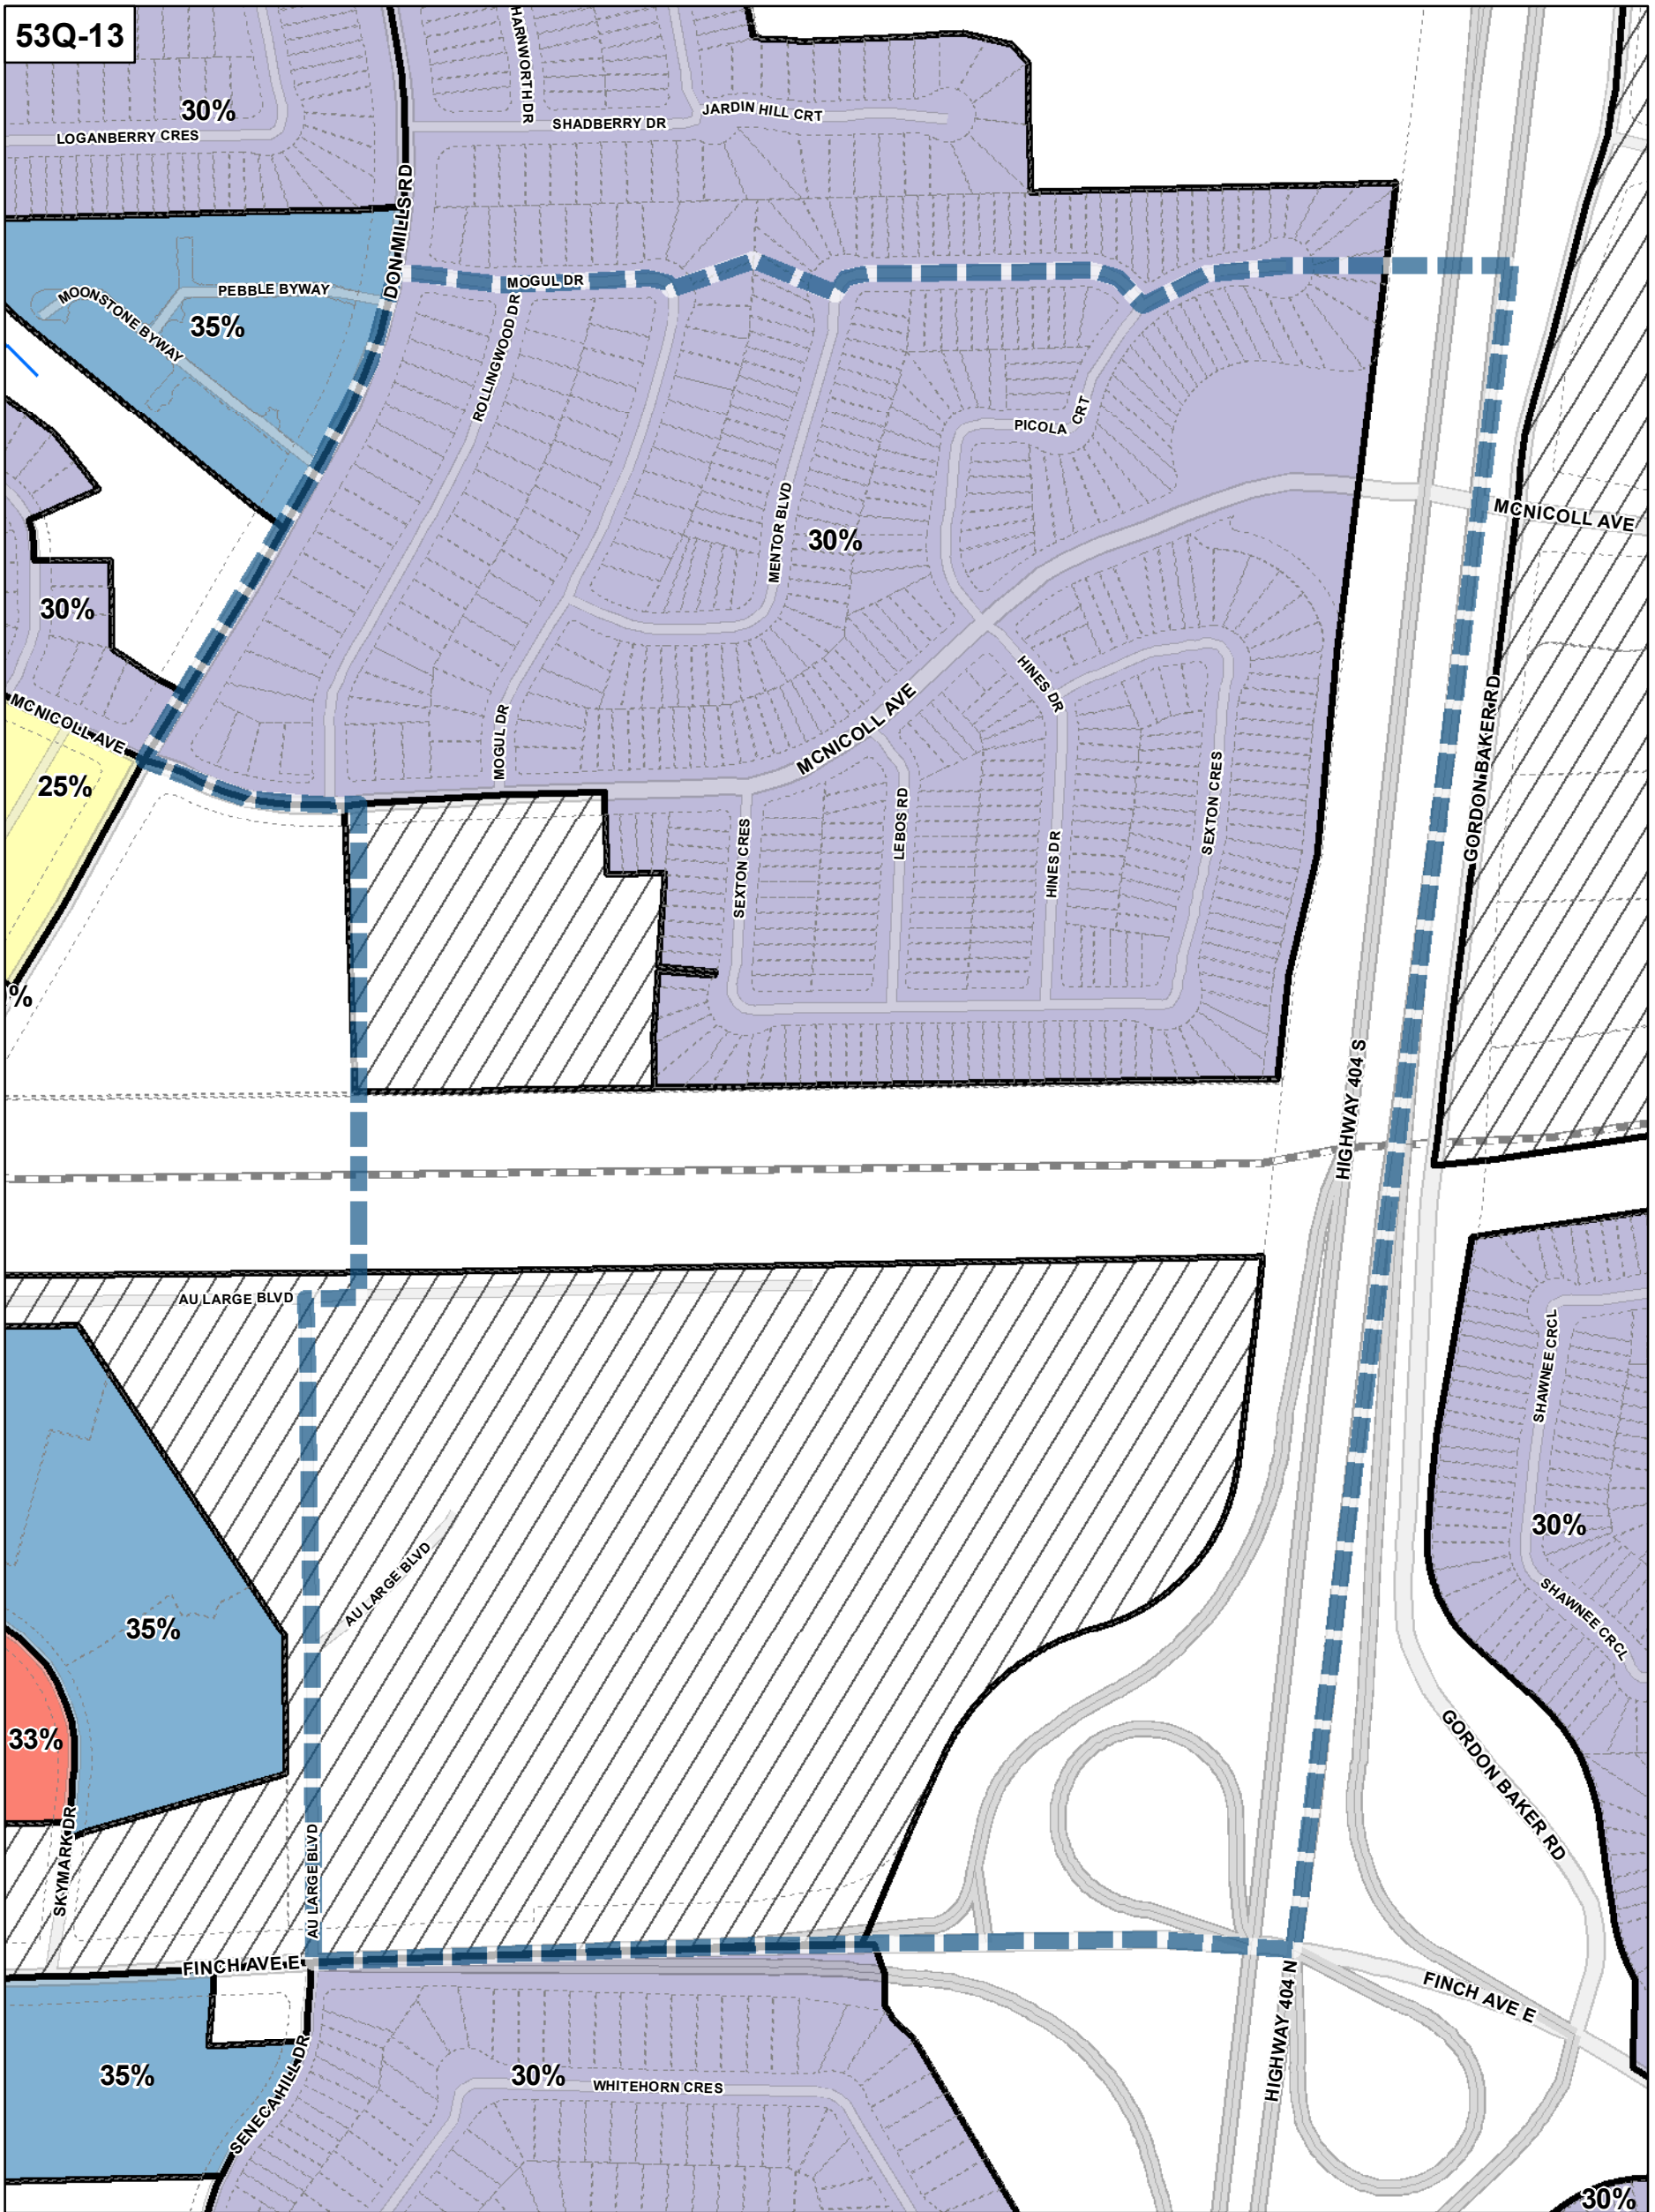 53Q-13
HARNWORTH DR
30%
LOGANBERRY CRES
SHADBERRY DR
JARDIN HILL CRT
DON MILLS RD
MOGUL DR
PEBBLE BYWAY
MOONSTONE BYWAY
35%
ROLLINGWOOD DR
PICOLA CRT
MENTOR BLVD
30%
MCNICOLL AVE
30%
HINES DR
MCNICOLL AVE
MOGUL DR
MCNICOLL AVE
GORDON BAKER RD
25%
SEXTON CRES
LEBOS RD
HINES DR
SEXTON CRES
%
HIGHWAY 404 S
AU LARGE BLVD
SHAWNEE CRCL
30%
AU LARGE BLVD
SHAWNEE CRCL
35%
33%
GORDON BAKER RD
SKYMARK DR
AU LARGE BLVD
FINCH AVE E
FINCH AVE E
HIGHWAY 404 N
35%
SENECA HILL DR
30%
WHITEHORN CRES
30%